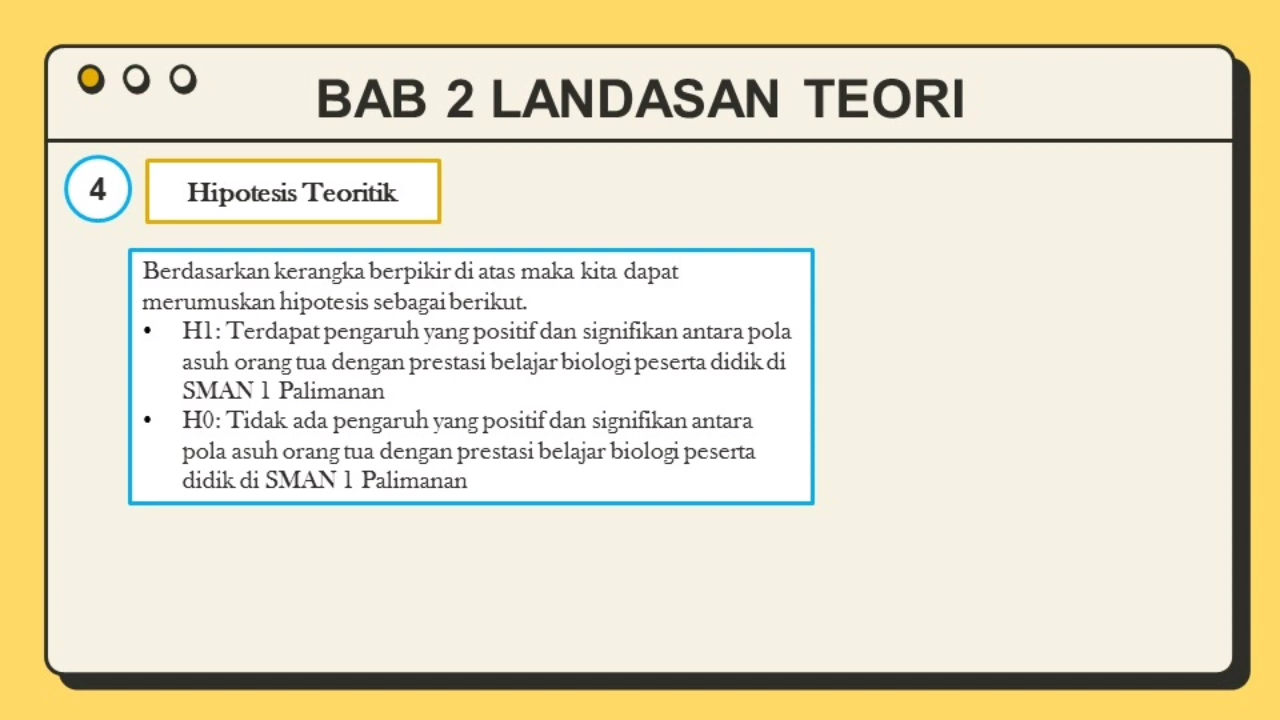 BAB 2 LANDASAN TEORI
4
Hipotesis Teoritik
Berdasarkan kerangka berpikir di atas maka kita dapat
merumuskan hipotesis sebagai berikut.
• H1: Terdapat pengaruh yang positif dan signifikan antara pola
asuh orang tua dengan prestasi belajar biologi peserta didik di
SMAN 1 Palimanan
• H0: Tidak ada pengaruh yang positif dan signifikan antara
pola asuh orang tua dengan prestasi belajar biologi peserta
didik di SMAN 1 Palimanan